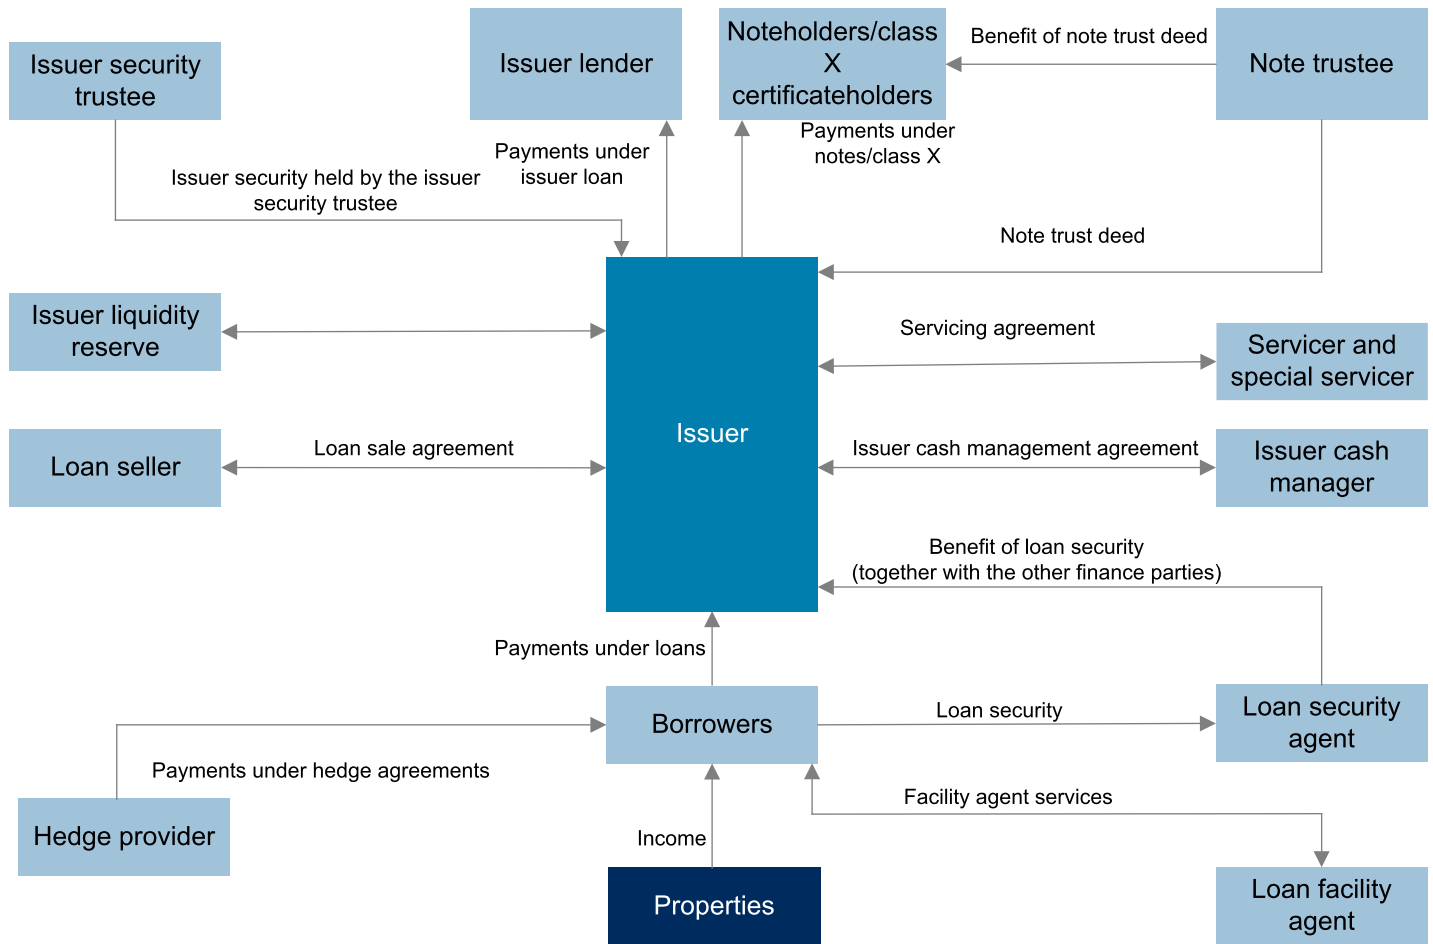 Issuer security
trustee
Issuer lender
Noteholders/class
X
certificateholders
Benefit of note trust deed
Note trustee
Payments under
issuer loan
Payments under
notes/class X
Issuer security held by the issuer
security trustee
Note trust deed
Issuer liquidity
reserve
Servicing agreement
Servicer and
special servicer
Issuer
Loan seller
Loan sale agreement
Issuer cash management agreement
Issuer cash
manager
Benefit of loan security
(together with the other finance parties)
Payments under loans
Borrowers
Loan security
Loan security
agent
Payments under hedge agreements
Hedge provider
Facility agent services
Income
Properties
Loan facility
agent